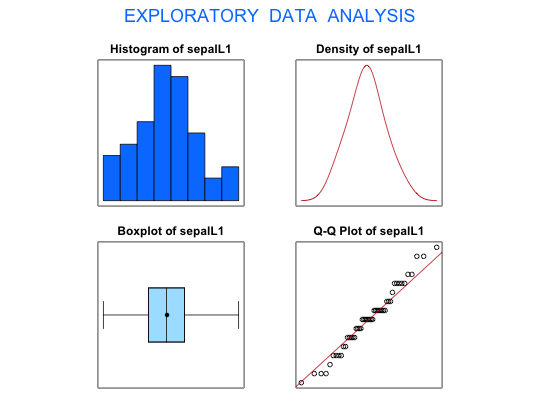 EXPLORATORY DATA ANALYSIS
Histogram of sepalL1
Density of sepalL1
Boxplot of sepalL1
Q-Q Plot of sepalL1